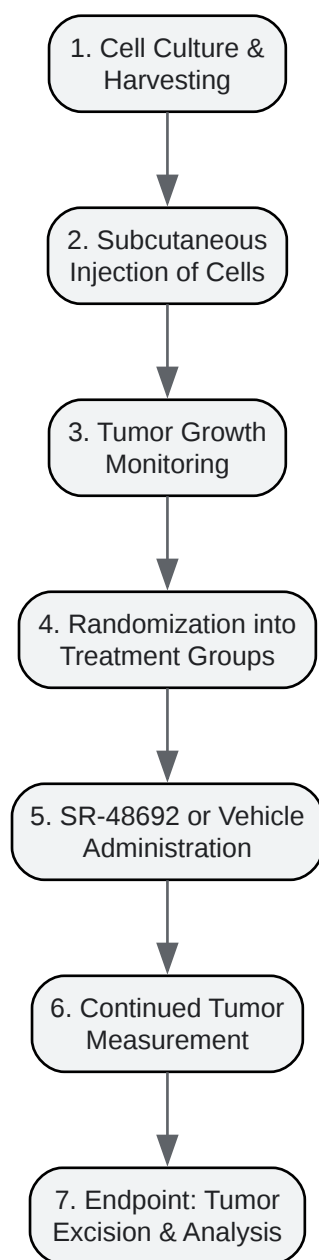 1. Cell Culture &
Harvesting
2. Subcutaneous
Injection of Cells
3. Tumor Growth
Monitoring
4. Randomization into
Treatment Groups
5. SR-48692 or Vehicle
Administration
6. Continued Tumor
Measurement
7. Endpoint: Tumor
Excision & Analysis